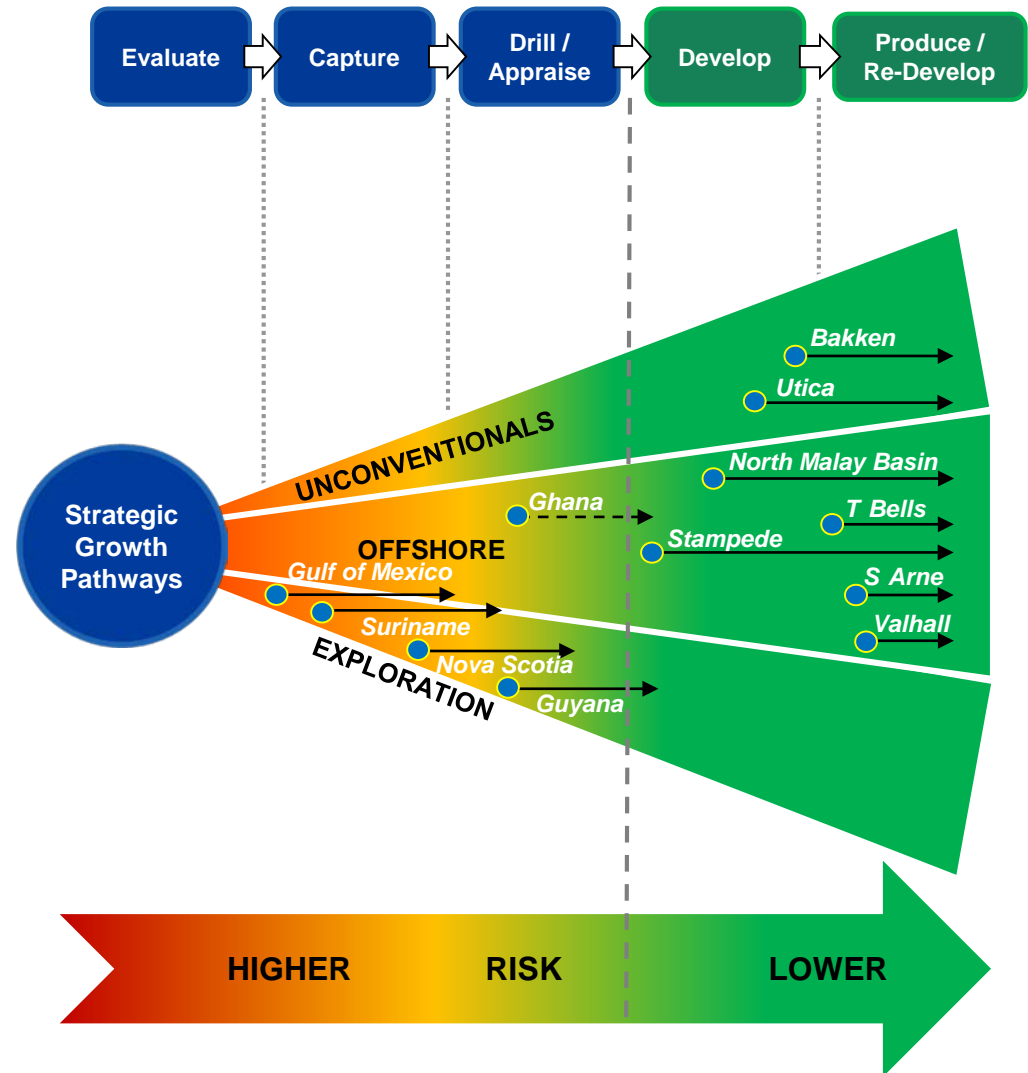 Evaluate
Capture
Drill /
Appraise
Develop
Produce /
Re-Develop
Bakken
Utica
UNCONVENTIONALS
North Malay Basin
Ghana
T Bells
Strategic
Growth
Pathways
OFFSHORE
Stampede
Gulf of Mexico
S Arne
Suriname
Valhall
EXPLORATION
Nova Scotia
Guyana
HIGHER
RISK
LOWER